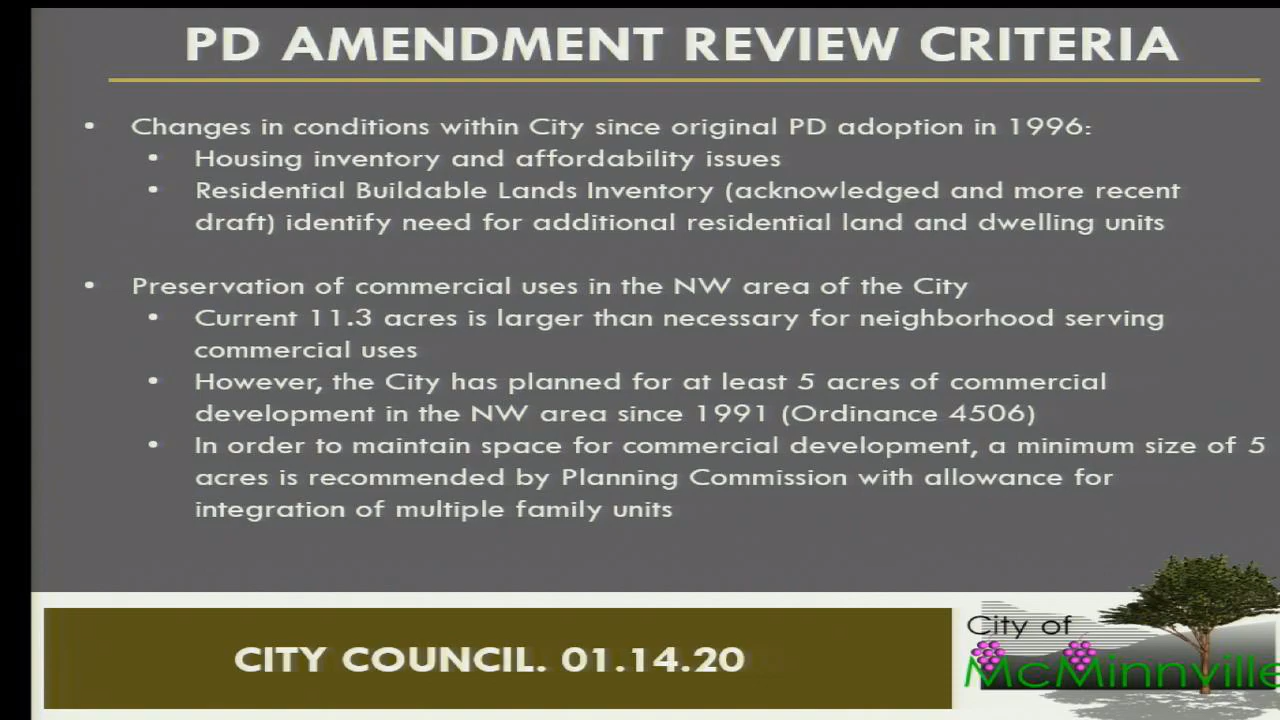 PD AMENDMENT REVIEW CRITERIA
• Changes in conditions within City since original PD adoption in 1996:
• Housing inventory and affordability issues
• Residential Buildable Lands Inventory (acknowledged and more recent
draft) identify need for additional residential land and dwelling units
• Preservation of commercial uses in the NW area of the City
• Current 11.3 acres is larger than necessary for neighborhood serving
commercial uses
• However, the City has planned for at least 5 acres of commercial
development in the NW area since 1991 (Ordinance 4506)
• In order to maintain space for commercial development, a minimum size of 5
acres is recommended by Planning Commission with allowance for
integration of multiple family units
CITY COUNCIL. 01.14.20
City of
McMinnville